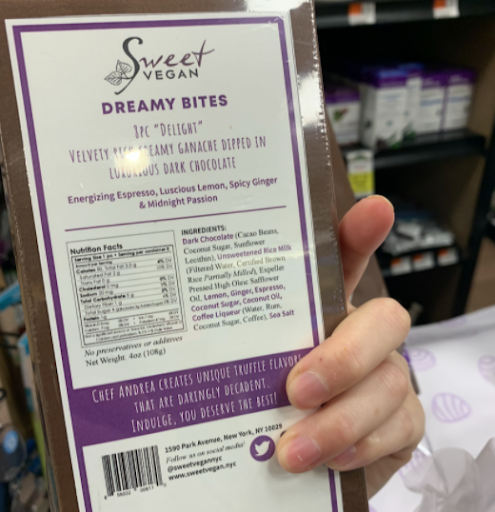 Sweet
VEGAN
DREAMY BITES
8PC "DELIGHT"
VELVETY RICH CREAMY GANACHE DIPPED IN
LUXURIOUS DARK CHOCOLATE
Energizing Espresso, Luscious Lemon, Spicy Ginger
& Midnight Passion
Nutrition Facts
INGREDIENTS:
Dark Chocolate (Cacao Beans,
Coconut Sugar, Sunflower
Lecithin), Unsweetened Rice Milk
(Filtered Water, Certified Brown
Rice Partially Milled), Expeller
Pressed High Oleic Safflower
Oil, Lemon, Ginger, Espresso,
Coconut Sugar, Coconut Oil,
Coffee Liqueur (Water, Rum,
Coconut Sugar, Coffee), Sea Salt
No preservatives or additives
Net Weight: 4oz (108g)
CHEF ANDREA CREATES UNIQUE TRUFFLE FLAVORS
THAT ARE DARINGLY DECADENT.
INDULGE, YOU DESERVE THE BEST!
1590 Park Avenue, New York, NY 10029
Follow us on social media!
@sweetvegannyc
www.sweetvegan.nyc